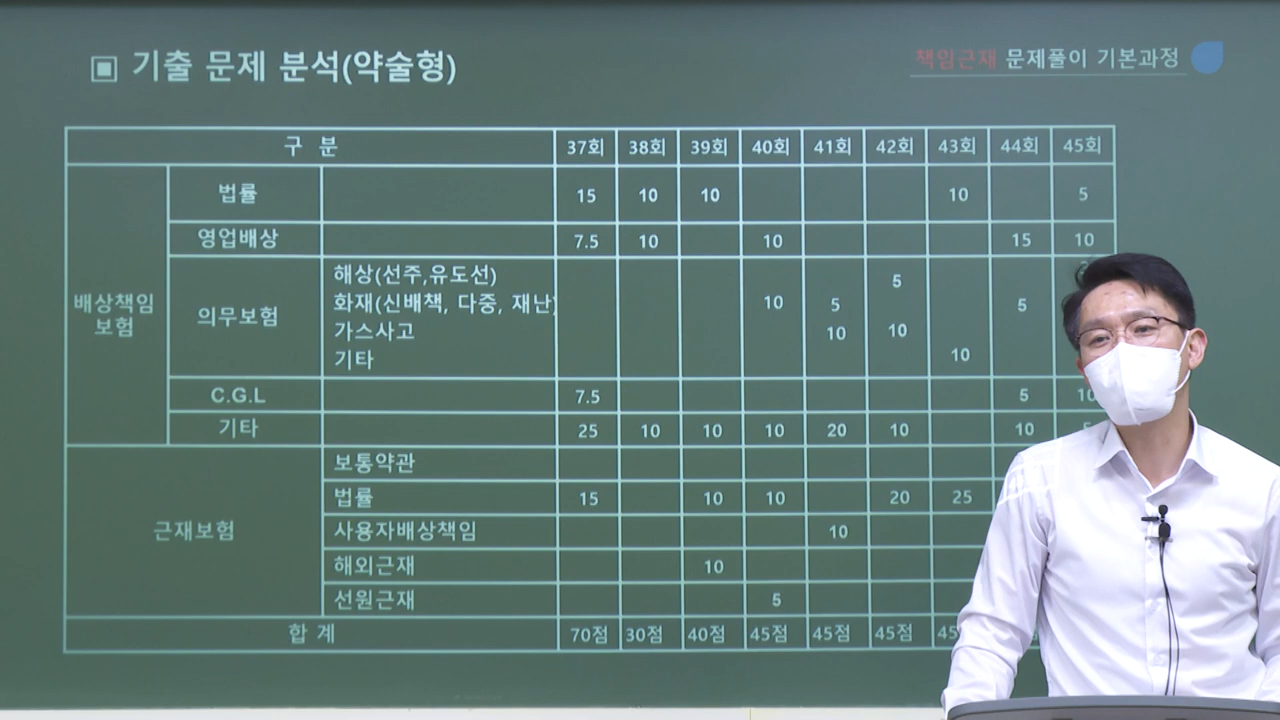 ▣ 기출 문제 분석(약술형)
책임근재 문제풀이 기본과정
구 분 37회 38회 39회 40회 41회 42회 43회 44회 45회
배상책임
보험
법률 15 10 10 10 5
영업배상 7.5 10 10 15 10
의무보험
해상(선주,유도선) 5
화재(신배책, 다중, 재난) 10 5 5
가스사고 10 10
기타 10
C.G.L 7.5 5 10
기타 25 10 10 10 20 10 10
근재보험
보통약관
법률 15 10 10 20 25
사용자배상책임 10
해외근재 10
선원근재 5
합 계 70점 30점 40점 45점 45점 45점